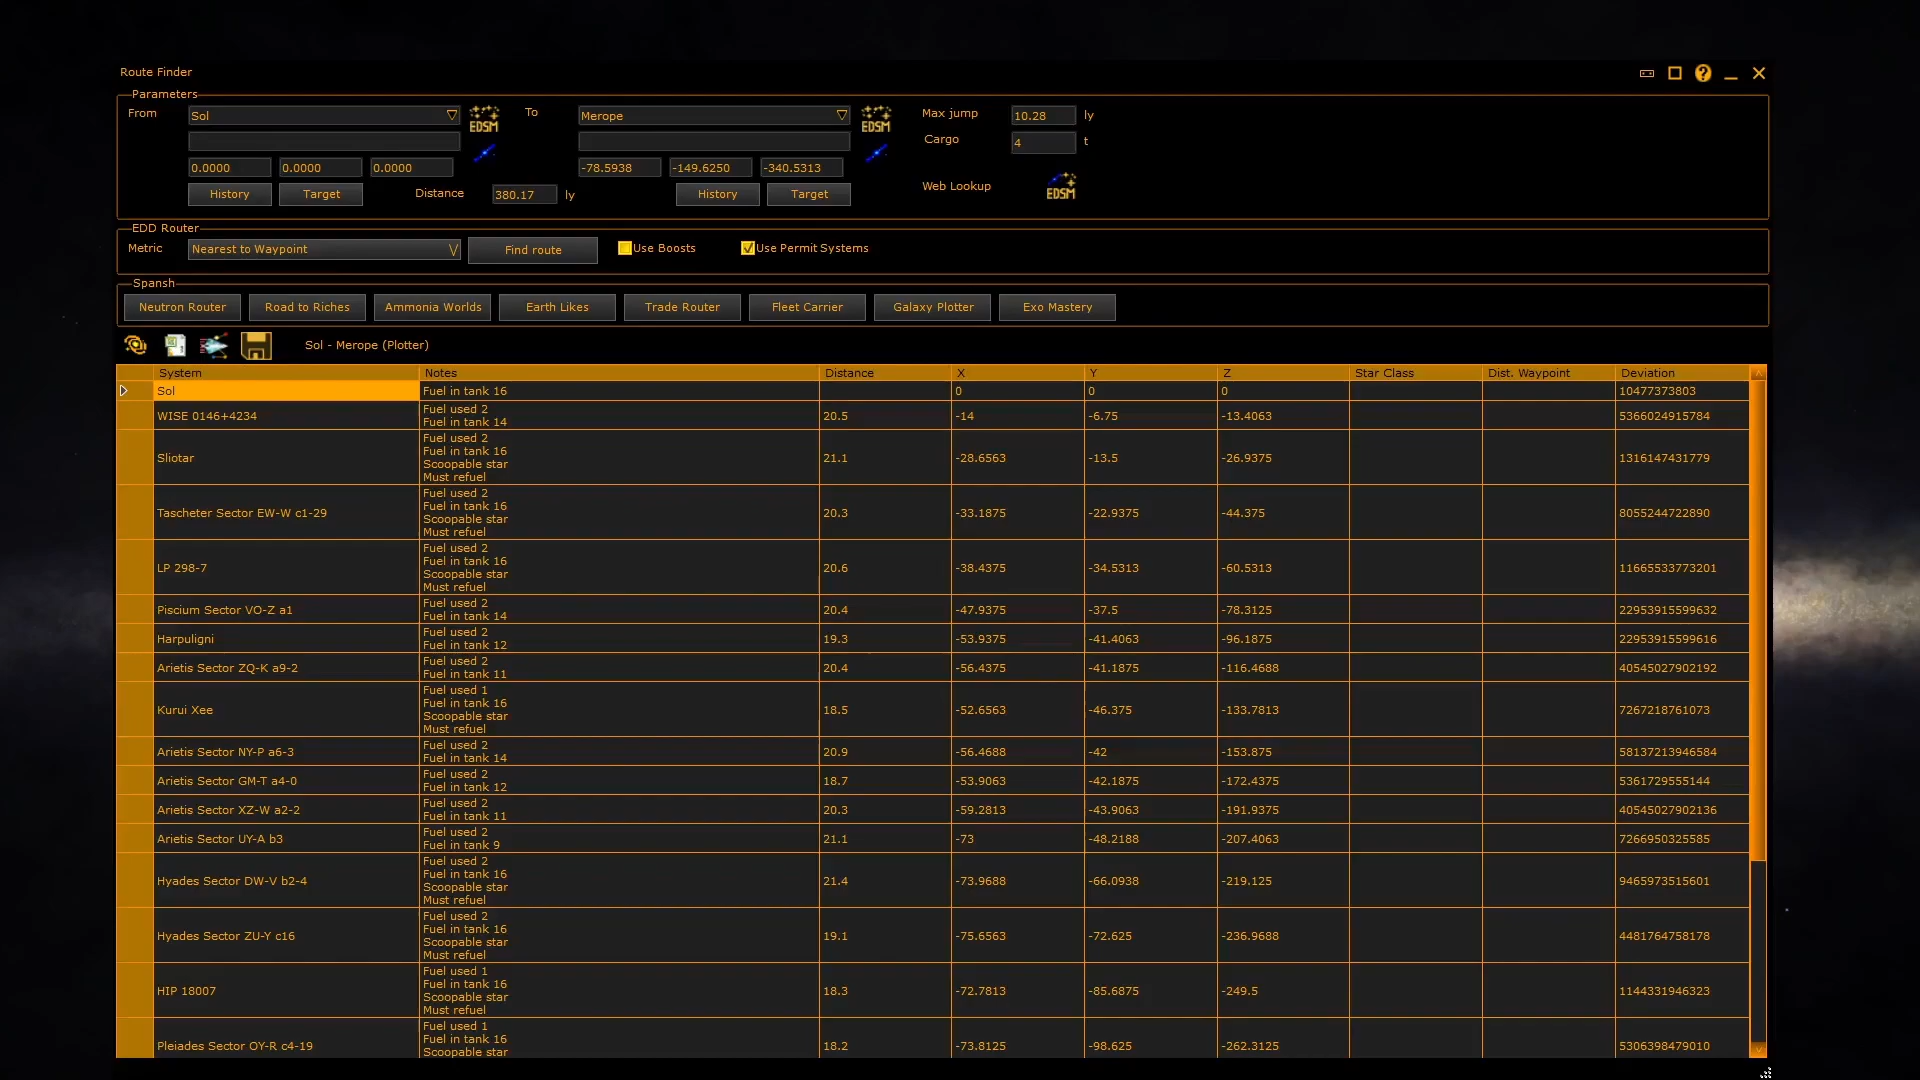 Route Finder
Parameters
From Sol EDSM To Merope EDSM Max jump 10.28 ly
Cargo 4 t
0.0000 0.0000 0.0000 -78.5938 -149.6250 -340.5313
History Target Distance 380.17 ly History Target Web Lookup EDSM
EDD Router
Metric Nearest to Waypoint Find route Use Boosts Use Permit Systems
Spansh
Neutron Router Road to Riches Ammonia Worlds Earth Likes Trade Router Fleet Carrier Galaxy Plotter Exo Mastery
Sol - Merope (Plotter)
System Notes Distance X Y Z Star Class Dist. Waypoint Deviation
Sol Fuel in tank 16 0 0 0 10477373803
WISE 0146+4234 Fuel used 2
Fuel in tank 14 20.5 -14 -6.75 -13.4063 5366024915784
Sliotar Fuel used 2
Fuel in tank 16
Scoopable star
Must refuel 21.1 -28.6563 -13.5 -26.9375 1316147431779
Tascheter Sector EW-W c1-29 Fuel used 2
Fuel in tank 16
Scoopable star
Must refuel 20.3 -33.1875 -22.9375 -44.375 8055244722890
LP 298-7 Fuel used 2
Fuel in tank 16
Scoopable star
Must refuel 20.6 -38.4375 -34.5313 -60.5313 11665533773201
Piscium Sector VO-Z a1 Fuel used 2
Fuel in tank 14 20.4 -47.9375 -37.5 -78.3125 22953915599632
Harpuligni Fuel used 2
Fuel in tank 12 19.3 -53.9375 -41.4063 -96.1875 22953915599616
Arietis Sector ZQ-K a9-2 Fuel used 2
Fuel in tank 11 20.4 -56.4375 -41.1875 -116.4688 40545027902192
Kurui Xee Fuel used 1
Fuel in tank 16
Scoopable star
Must refuel 18.5 -52.6563 -46.375 -133.7813 7267218761073
Arietis Sector NY-P a6-3 Fuel used 2
Fuel in tank 14 20.9 -56.4688 -42 -153.875 58137213946584
Arietis Sector GM-T a4-0 Fuel used 2
Fuel in tank 12 18.7 -53.9063 -42.1875 -172.4375 5361729555144
Arietis Sector XZ-W a2-2 Fuel used 2
Fuel in tank 11 20.3 -59.2813 -43.9063 -191.9375 40545027902136
Arietis Sector UY-A b3 Fuel used 2
Fuel in tank 9 21.1 -73 -48.2188 -207.4063 7266950325585
Hyades Sector DW-V b2-4 Fuel used 2
Fuel in tank 16
Scoopable star
Must refuel 21.4 -73.9688 -66.0938 -219.125 9465973515601
Hyades Sector ZU-Y c16 Fuel used 2
Fuel in tank 16
Scoopable star
Must refuel 19.1 -75.6563 -72.625 -236.9688 4481764758178
HIP 18007 Fuel used 1
Fuel in tank 16
Scoopable star
Must refuel 18.3 -72.7813 -85.6875 -249.5 1144331946323
Pleiades Sector OY-R c4-19 Fuel used 1
Fuel in tank 16
Scoopable star 18.2 -73.8125 -98.625 -262.3125 5306398479010